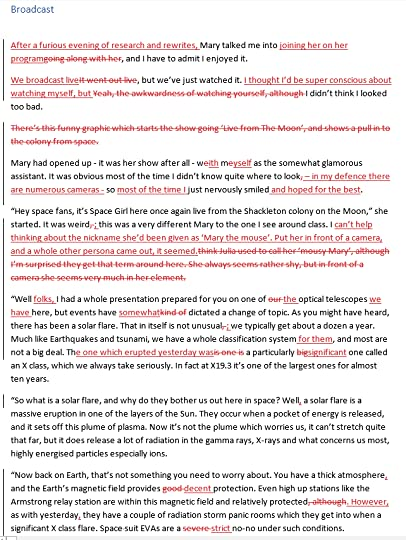 Broadcast
After a furious evening of research and rewrites, Mary talked me into joining her on her
programgoing along with her, and I have to admit I enjoyed it.
We broadcast liveIt went out live, but we've just watched it. I thought I'd be super conscious about
watching myself, but Yeah, the awkwardness of watching yourself, although I didn't think I looked
too bad.
There's this funny graphic which starts the show going 'Live from The Moon', and shows a pull in to
the colony from space.
Mary had opened up - it was her show after all - weith meyself as the somewhat glamorous
assistant. It was obvious most of the time I didn't know quite where to look, – in my defence there
are numerous cameras - so most of the time I just nervously smiled and hoped for the best.
"Hey space fans, it's Space Girl here once again live from the Shackleton colony on the Moon," she
started. It was weird,; this was a very different Mary to the one I see around class. I can't help
thinking about the nickname she'd been given as 'Mary the mouse'. Put her in front of a camera,
and a whole other persona came out, it seemed.think Julia used to call her 'mousy Mary', although
I'm surprised they get that term around here. She always seems rather shy, but in front of a
camera she seems very much in her element.
"Well folks, I had a whole presentation prepared for you on one of our the optical telescopes we
have here, but events have somewhatkind of dictated a change of topic. As you might have heard,
there has been a solar flare. That in itself is not unusual,; we typically get about a dozen a year.
Much like Earthquakes and tsunami, we have a whole classification system for them, and most are
not a big deal. The one which erupted yesterday wasis one is a particularly bigsignificant one called
an X class, which we always take seriously. In fact at X19.3 it's one of the largest ones for almost
ten years.
"So what is a solar flare, and why do they bother us out here in space? Well, a solar flare is a
massive eruption in one of the layers of the Sun. They occur when a pocket of energy is released,
and it sets off this plume of plasma. Now it's not the plume which worries us, it can't stretch quite
that far, but it does release a lot of radiation in the gamma rays, X-rays and what concerns us most,
highly energised particles especially ions.
"Now back on Earth, that's not something you need to worry about. You have a thick atmosphere,
and the Earth's magnetic field provides good decent protection. Even high up stations like the
Armstrong relay station are within this magnetic field and relatively protected, although. However,
as with yesterday, they have a couple of radiation storm panic rooms which they get into when a
significant X class flare. Space-suit EVAs are a severe strict no-no under such conditions.